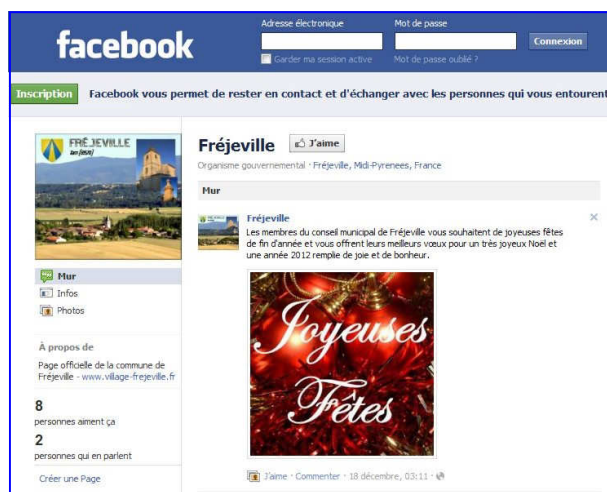 Adresse électronique
Mot de passe
facebook
Connexion
Garder ma session active
Mot de passe oublié ?
Inscription
Facebook vous permet de rester en contact et d'échanger avec les personnes qui vous entourent
FRÉJEVILLE
Fréjeville
J'aime
Organisme gouvernemental · Fréjeville, Midi-Pyrenees, France
Mur
Fréjeville
Les membres du conseil municipal de Fréjeville vous souhaitent de joyeuses fêtes
de fin d'année et vous offrent leurs meilleurs vœux pour un très joyeux Noël et
une année 2012 remplie de joie et de bonheur.
Joyeuses
Fêtes
J'aime · Commenter · 18 décembre, 03:11 ·
Mur
Infos
Photos
À propos de
Page officielle de la commune de
Fréjeville - www.village-frejeville.fr
8
personnes aiment ça
2
personnes qui en parlent
Créer une Page